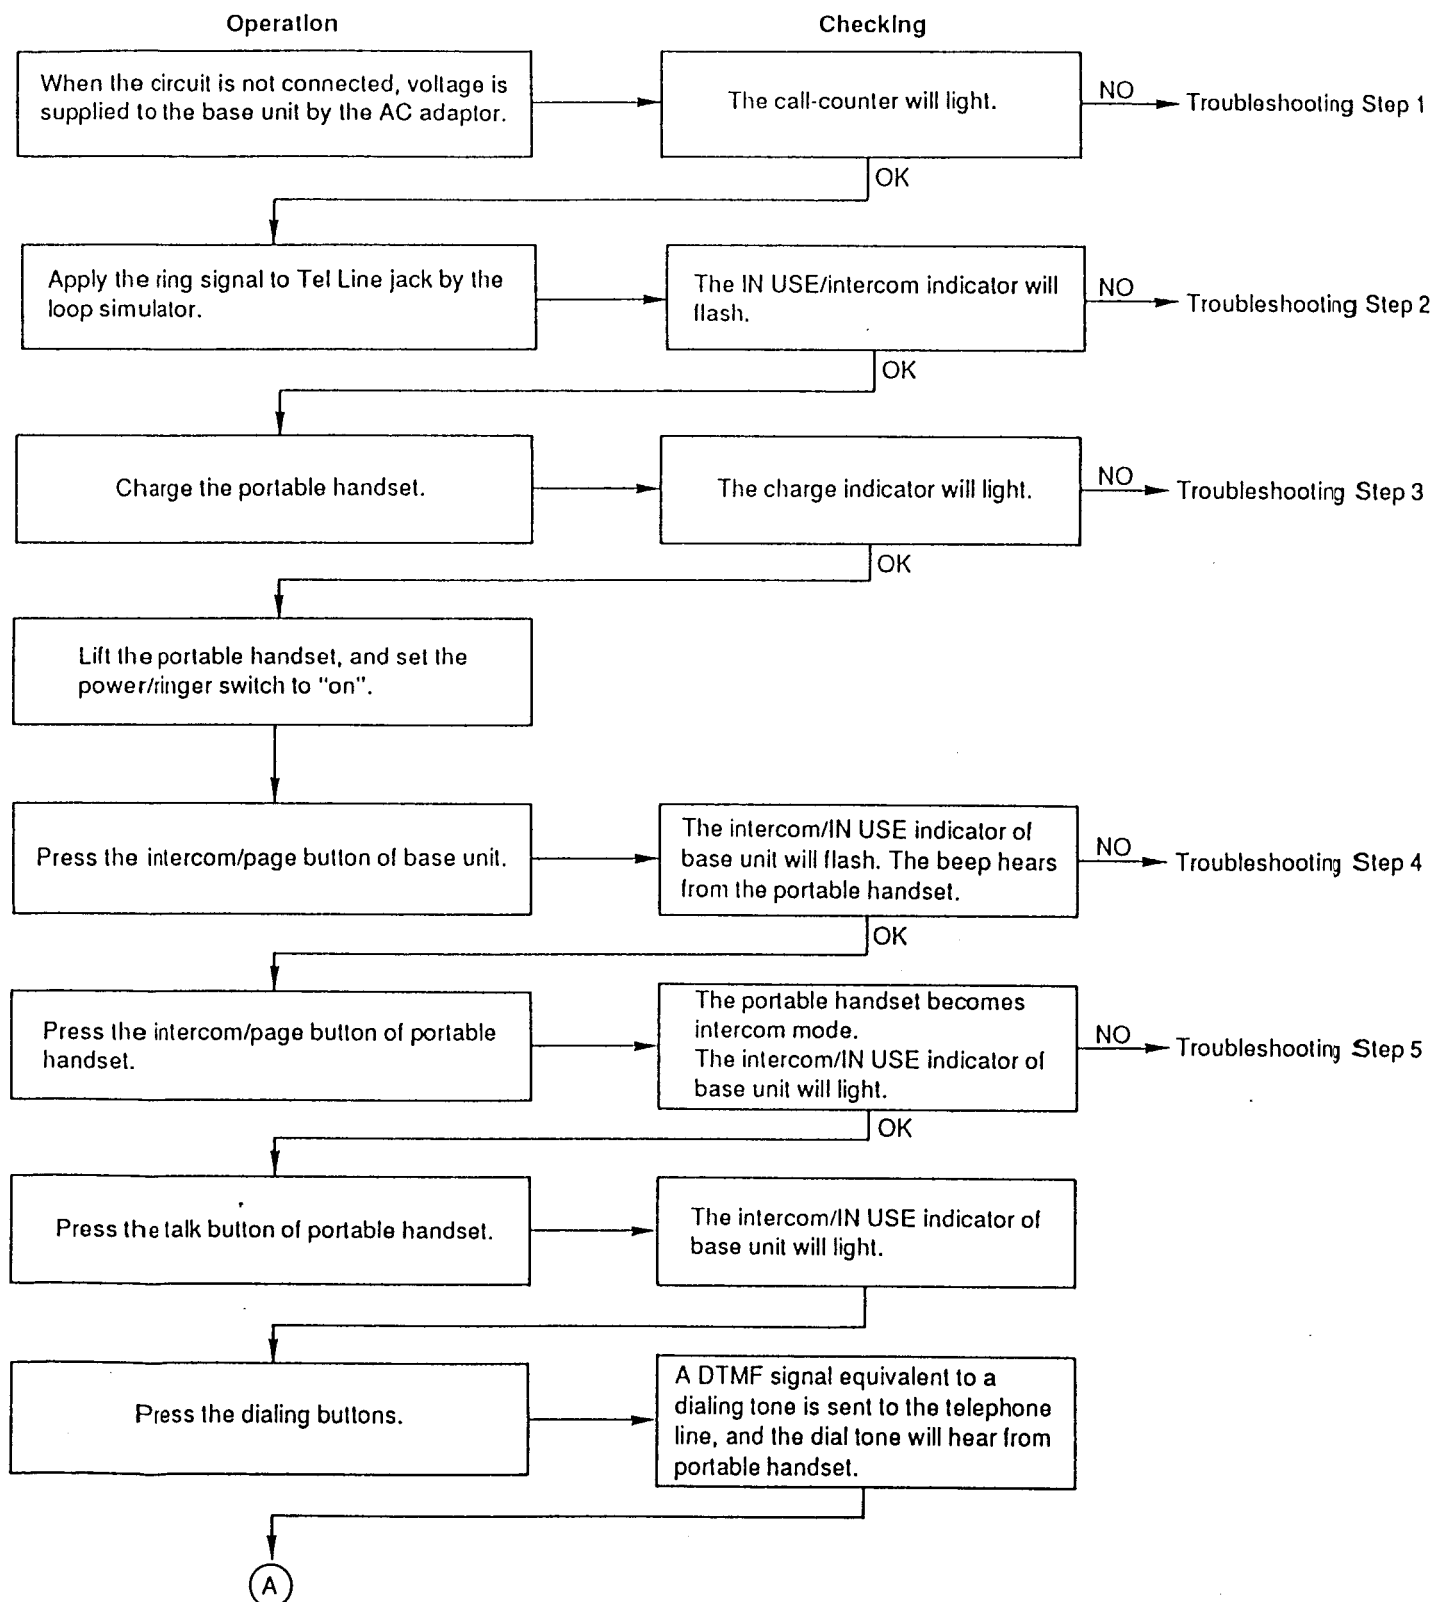 Operation
Checking
When the circuit is not connected, voltage is
supplied to the base unit by the AC adaptor.
The call-counter will light.
NO
Troubleshooting Step 1
OK
Apply the ring signal to Tel Line jack by the
loop simulator.
The IN USE/intercom indicator will
flash.
NO
Troubleshooting Step 2
OK
Charge the portable handset.
The charge indicator will light.
NO
Troubleshooting Step 3
OK
Lift the portable handset, and set the
power/ringer switch to "on".
Press the intercom/page button of base unit.
The intercom/IN USE indicator of
base unit will flash. The beep hears
from the portable handset.
NO
Troubleshooting Step 4
OK
Press the intercom/page button of portable
handset.
The portable handset becomes
intercom mode.
The intercom/IN USE indicator of
base unit will light.
NO
Troubleshooting Step 5
OK
Press the talk button of portable handset.
The intercom/IN USE indicator of
base unit will light.
Press the dialing buttons.
A DTMF signal equivalent to a
dialing tone is sent to the telephone
line, and the dial tone will hear from
portable handset.
A